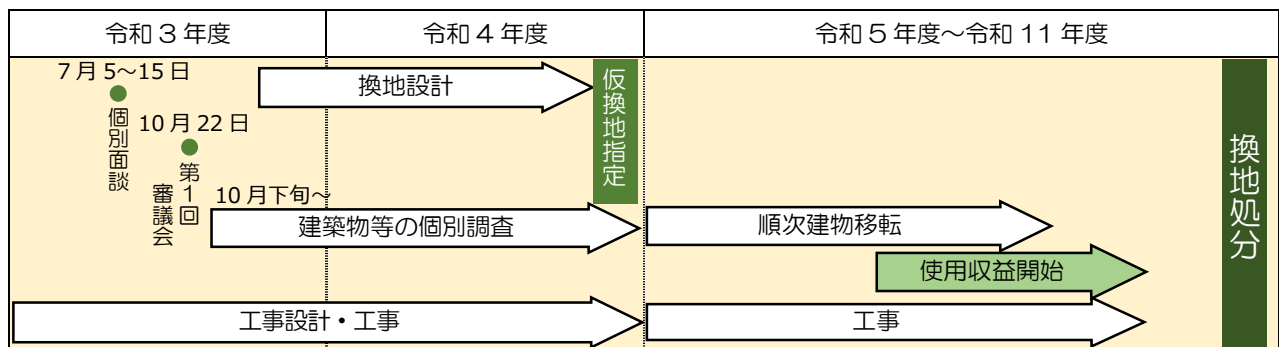 令和３年度
令和４年度
令和５年度～令和 11 年度
7 月 5～15 日
個別面談
10 月 22 日
第１回
審議会
換地設計
仮換地指定
10 月下旬～
建築物等の個別調査
順次建物移転
使用収益開始
工事設計・工事
工事
換地処分